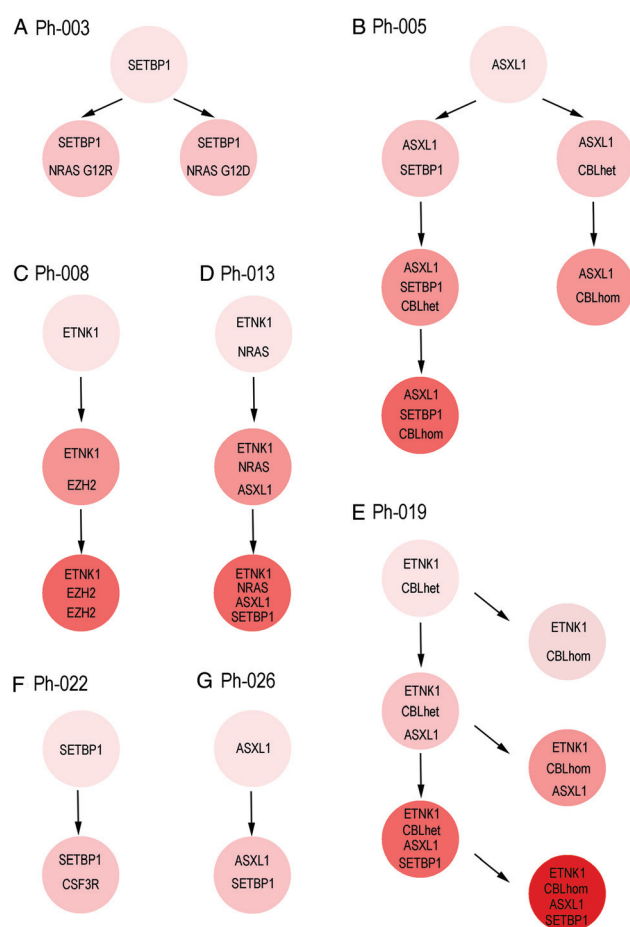 A Ph-003
SETBP1
SETBP1
NRAS G12R
SETBP1
NRAS G12D
B Ph-005
ASXL1
ASXL1
SETBP1
ASXL1
CBLhet
ASXL1
SETBP1
CBLhet
ASXL1
CBLhom
ASXL1
SETBP1
CBLhom
C Ph-008
ETNK1
ETNK1
EZH2
ETNK1
EZH2
EZH2
D Ph-013
ETNK1
NRAS
ETNK1
NRAS
ASXL1
ETNK1
NRAS
ASXL1
SETBP1
E Ph-019
ETNK1
CBLhet
ETNK1
CBLhom
ETNK1
CBLhet
ASXL1
ETNK1
CBLhom
ASXL1
ETNK1
CBLhet
ASXL1
SETBP1
ETNK1
CBLhom
ASXL1
SETBP1
F Ph-022
SETBP1
SETBP1
CSF3R
G Ph-026
ASXL1
ASXL1
SETBP1